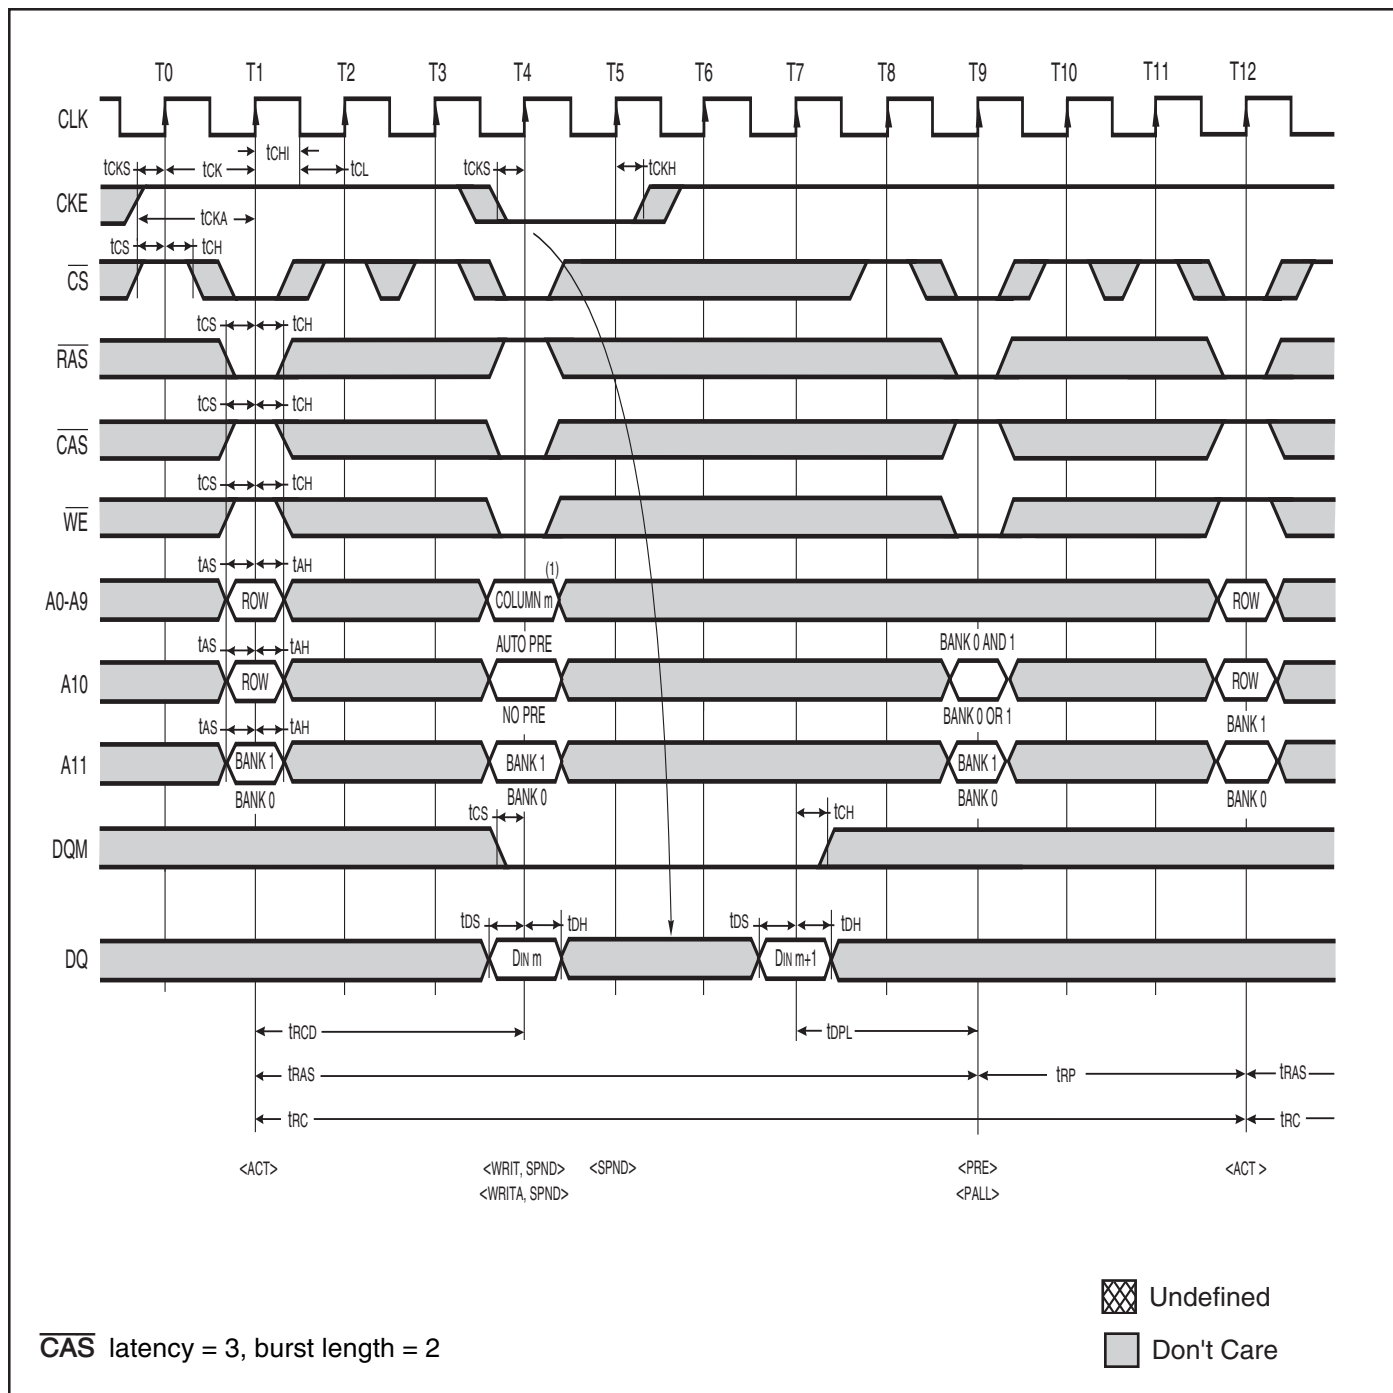 T0 T1 T2 T3 T4 T5 T6 T7 T8 T9 T10 T11 T12
CLK
tCHI
tCKS tCK tCL tCKS tCKH
CKE
tCKA
tCS tCH
CS
tCS tCH
RAS
tCS tCH
CAS
tCS tCH
WE
tAS tAH (1)
A0-A9 ROW COLUMN m ROW
tAS tAH AUTO PRE BANK 0 AND 1
A10 ROW ROW
tAS tAH NO PRE BANK 0 OR 1 BANK 1
A11 BANK 1 BANK 1 BANK 1
BANK 0 BANK 0 BANK 0 BANK 0
tCS tCH
DQM
tDS tDH tDS tDH
DQ DIN m DIN m+1
tRCD tDPL
tRAS tRP tRAS
tRC tRC
<ACT> <WRIT, SPND> <SPND> <PRE> <ACT >
<WRITA, SPND> <PALL>
Undefined
CAS latency = 3, burst length = 2
Don't Care